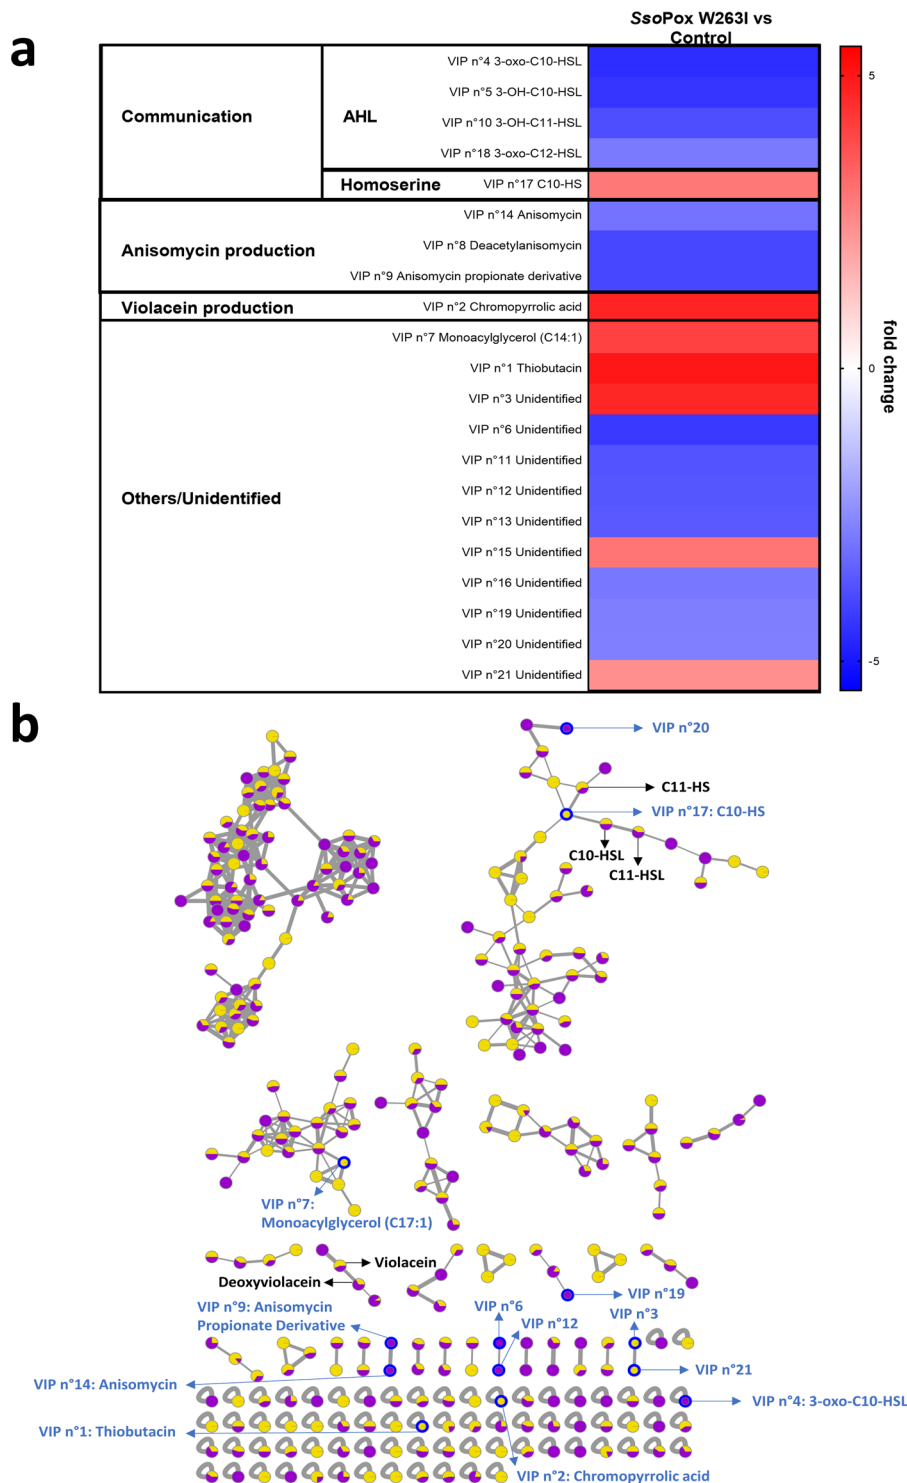 a
SsoPox W263I vs
Control
Communication
AHL
VIP n°4 3-oxo-C10-HSL
VIP n°5 3-OH-C10-HSL
VIP n°10 3-OH-C11-HSL
VIP n°18 3-oxo-C12-HSL
Homoserine
VIP n°17 C10-HS
Anisomycin production
VIP n°14 Anisomycin
VIP n°8 Deacetylanisomycin
VIP n°9 Anisomycin propionate derivative
Violacein production
VIP n°2 Chromopyrrolic acid
Others/Unidentified
VIP n°7 Monoacylglycerol (C14:1)
VIP n°1 Thiobutacin
VIP n°3 Unidentified
VIP n°6 Unidentified
VIP n°11 Unidentified
VIP n°12 Unidentified
VIP n°13 Unidentified
VIP n°15 Unidentified
VIP n°16 Unidentified
VIP n°19 Unidentified
VIP n°20 Unidentified
VIP n°21 Unidentified
5
0
-5
fold change
b
VIP n°20
C11-HS
VIP n°17: C10-HS
C10-HSL
C11-HSL
VIP n°7:
Monoacylglycerol (C17:1)
Violacein
Deoxyviolacein
VIP n°19
VIP n°9: Anisomycin
Propionate Derivative
VIP n°6
VIP n°12
VIP n°3
VIP n°21
VIP n°14: Anisomycin
VIP n°4: 3-oxo-C10-HSL
VIP n°1: Thiobutacin
VIP n°2: Chromopyrrolic acid